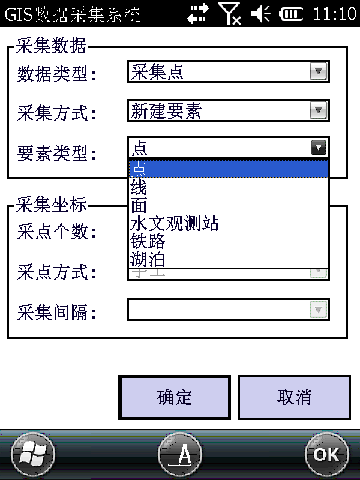 GIS数据采集系统 11:10
采集数据
数据类型： 采集点
采集方式： 新建要素
要素类型： 点
点
线
面
水文观测站
铁路
湖泊
采集坐标
采点个数：
采点方式：
采集间隔：
确定 取消
A OK